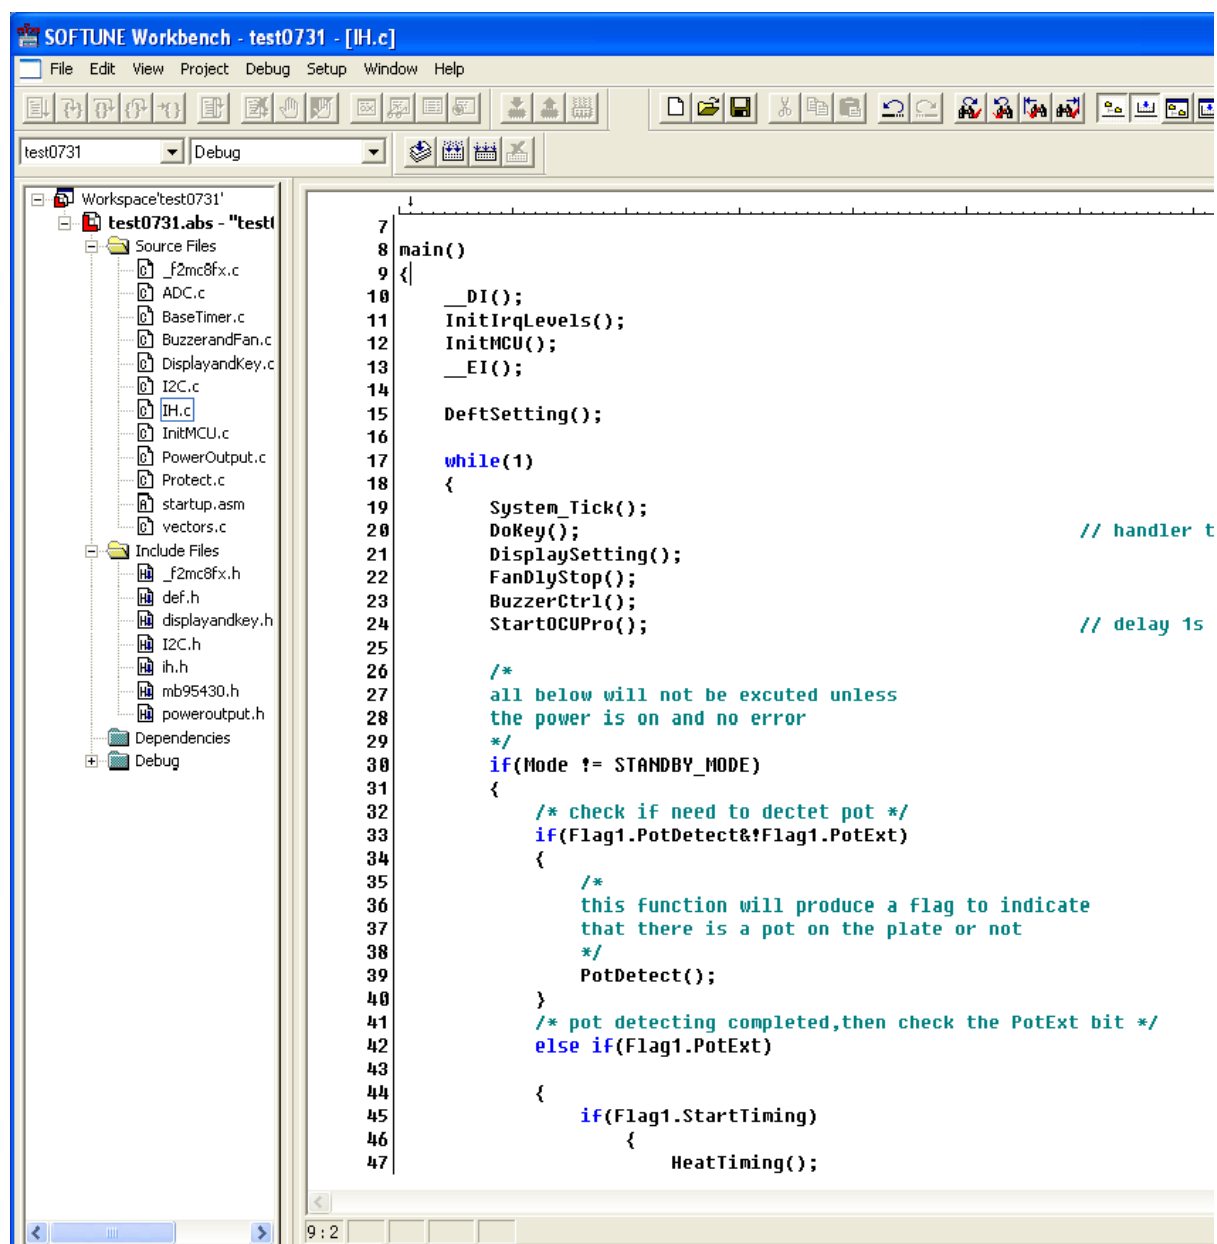 SOFTUNE Workbench - test0731 - [IH.c]
File Edit View Project Debug Setup Window Help
test0731 Debug
Workspace'test0731'
test0731.abs - "test
Source Files
_f2mc8fx.c
ADC.c
BaseTimer.c
BuzzerandFan.c
DisplayandKey.c
I2C.c
IH.c
InitMCU.c
PowerOutput.c
Protect.c
startup.asm
vectors.c
Include Files
_f2mc8fx.h
def.h
displayandkey.h
I2C.h
ih.h
mb95430.h
poweroutput.h
Dependencies
Debug
7
8 main()
9 {
10 __DI();
11 InitIrqLevels();
12 InitMCU();
13 __EI();
14
15 DeftSetting();
16
17 while(1)
18 {
19 System_Tick();
20 DoKey(); // handler t
21 DisplaySetting();
22 FanDlyStop();
23 BuzzerCtrl();
24 StartOCUPro(); // delay 1s
25
26 /*
27 all below will not be excuted unless
28 the power is on and no error
29 */
30 if(Mode != STANDBY_MODE)
31 {
32 /* check if need to dectet pot */
33 if(Flag1.PotDetect&!Flag1.PotExt)
34 {
35 /*
36 this function will produce a flag to indicate
37 that there is a pot on the plate or not
38 */
39 PotDetect();
40 }
41 /* pot detecting completed,then check the PotExt bit */
42 else if(Flag1.PotExt)
43
44 {
45 if(Flag1.StartTiming)
46 {
47 HeatTiming();
9:2